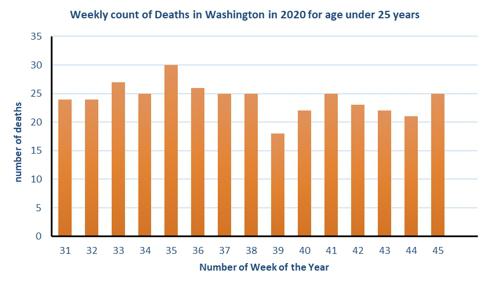 Weekly count of Deaths in Washington in 2020 for age under 25 years
number of deaths
35
30
25
20
15
10
5
0
31 32 33 34 35 36 37 38 39 40 41 42 43 44 45
Number of Week of the Year